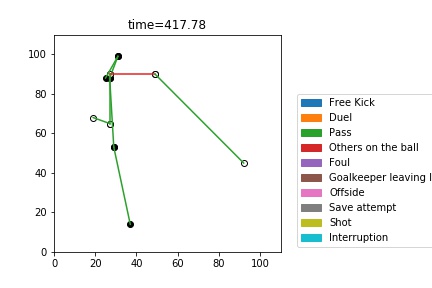 time=417.78
100
80
60
40
20
0
0 20 40 60 80 100
Free Kick
Duel
Pass
Others on the ball
Foul
Goalkeeper leaving l
Offside
Save attempt
Shot
Interruption